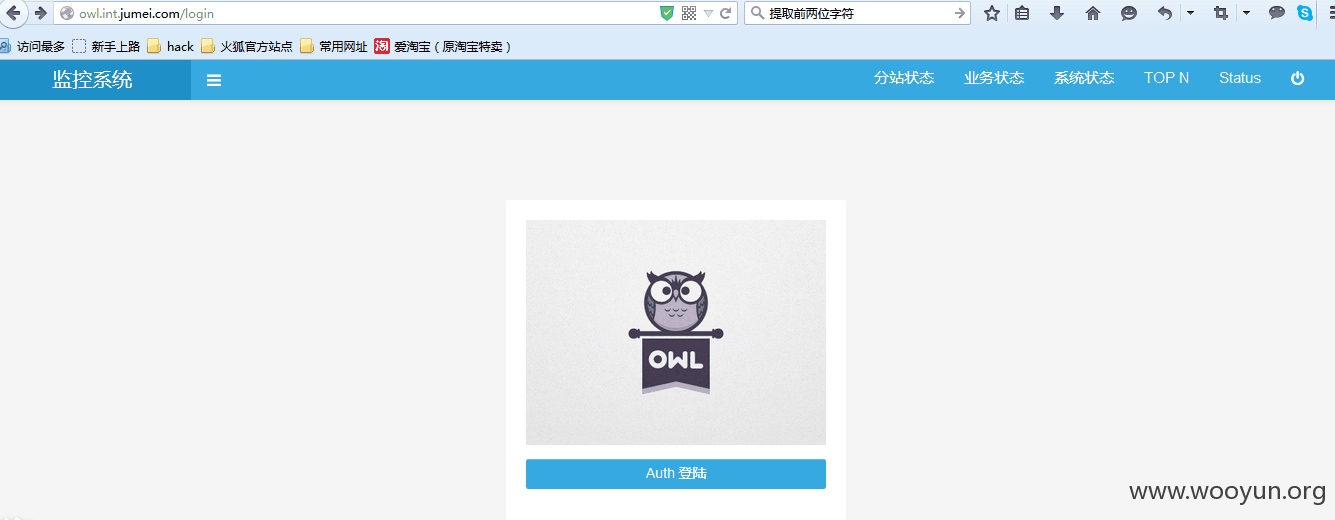 owl.int.jumei.com/login 提取前两位字符
访问最多 新手上路 hack 火狐官方站点 常用网址 淘 爱淘宝（原淘宝特卖）
监控系统 分站状态 业务状态 系统状态 TOP N Status
OWL
Auth 登陆
www.wooyun.org